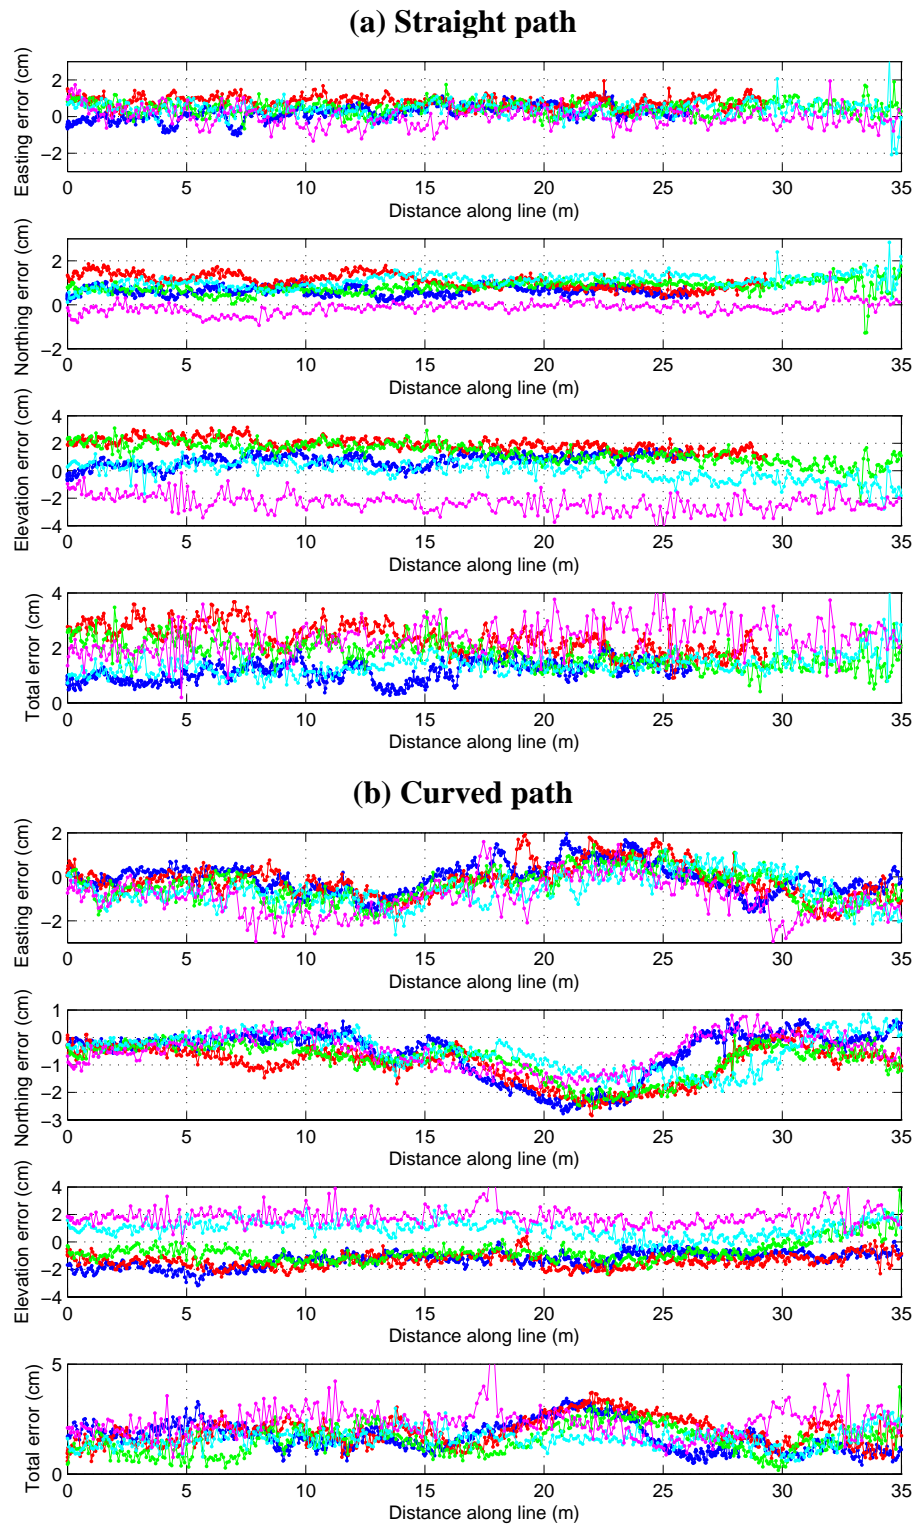 (a) Straight path
Easting error (cm)
2
0
−2
0 5 10 15 20 25 30 35
Distance along line (m)
Northing error (cm)
2
0
−2
0 5 10 15 20 25 30 35
Distance along line (m)
Elevation error (cm)
4
2
0
−2
−4
0 5 10 15 20 25 30 35
Distance along line (m)
Total error (cm)
4
2
0
0 5 10 15 20 25 30 35
Distance along line (m)
(b) Curved path
Easting error (cm)
2
0
−2
0 5 10 15 20 25 30 35
Distance along line (m)
Northing error (cm)
1
0
−1
−2
−3
0 5 10 15 20 25 30 35
Distance along line (m)
Elevation error (cm)
4
2
0
−2
−4
0 5 10 15 20 25 30 35
Distance along line (m)
Total error (cm)
5
0
0 5 10 15 20 25 30 35
Distance along line (m)